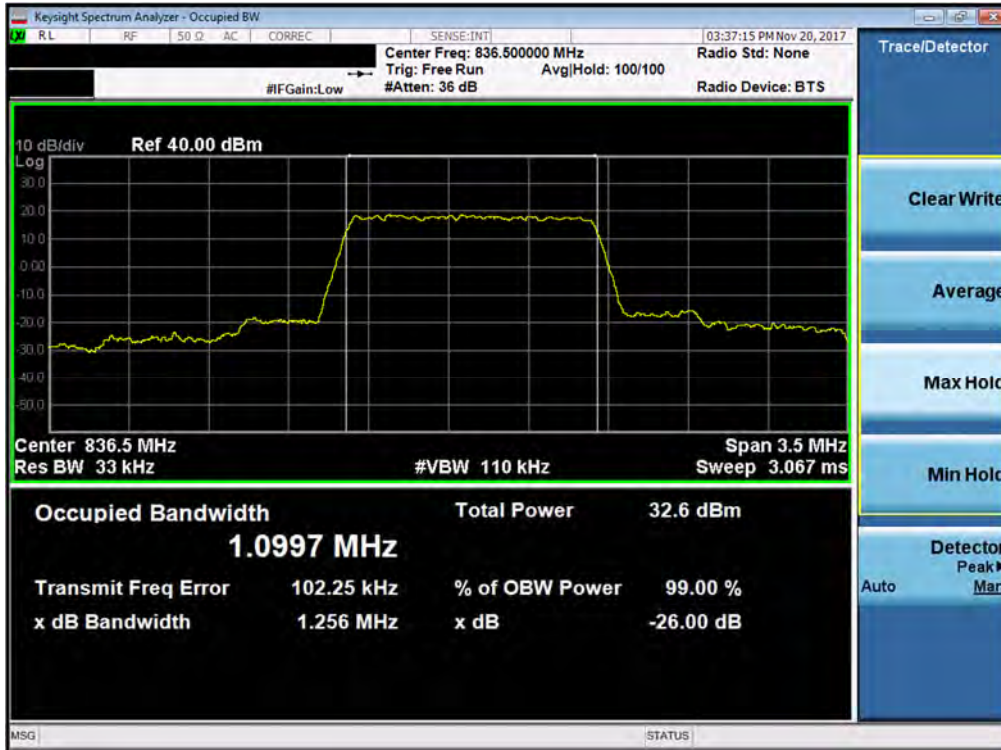 Keysight Spectrum Analyzer - Occupied BW
LXI RL RF 50 Ω AC CORREC SENSE:INT 03:37:15 PM Nov 20, 2017
Center Freq: 836.500000 MHz Radio Std: None
Trig: Free Run Avg|Hold: 100/100
#IFGain:Low #Atten: 36 dB Radio Device: BTS
10 dB/div Ref 40.00 dBm
Log
30.0
20.0
10.0
0.00
-10.0
-20.0
-30.0
-40.0
-50.0
Center 836.5 MHz Span 3.5 MHz
Res BW 33 kHz #VBW 110 kHz Sweep 3.067 ms
Occupied Bandwidth Total Power 32.6 dBm
1.0997 MHz
Transmit Freq Error 102.25 kHz % of OBW Power 99.00 %
x dB Bandwidth 1.256 MHz x dB -26.00 dB
MSG STATUS
Trace/Detector
Clear Write
Average
Max Hold
Min Hold
Detector
Peak
Auto Man